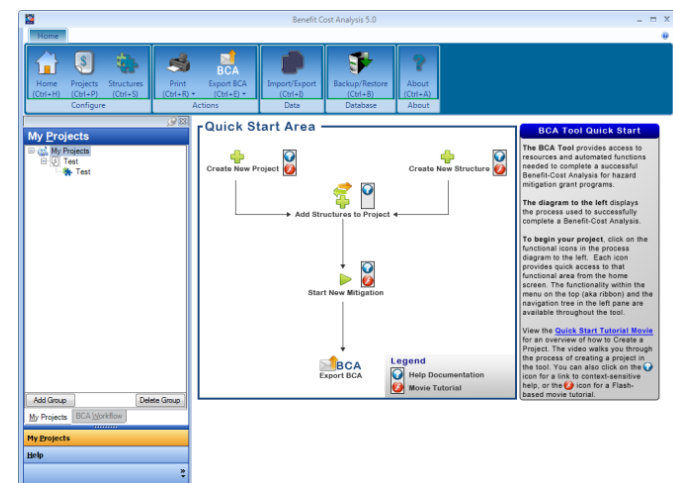 Benefit Cost Analysis 5.0
Home
Home
(Ctrl+H)
Projects
(Ctrl+P)
Structures
(Ctrl+S)
Configure
Print
(Ctrl+R)
BCA
Export BCA
(Ctrl+E)
Actions
Import/Export
(Ctrl+I)
Data
Backup/Restore
(Ctrl+B)
Database
About
(Ctrl+A)
About
My Projects
My Projects
Test
Test
Add Group
Delete Group
My Projects
BCA Workflow
My Projects
Help
Quick Start Area
Create New Project
Create New Structure
Add Structures to Project
Start New Mitigation
BCA
Export BCA
Legend
Help Documentation
Movie Tutorial
BCA Tool Quick Start
The BCA Tool provides access to
resources and automated functions
needed to complete a successful
Benefit-Cost Analysis for hazard
mitigation grant programs.
The diagram to the left displays
the process used to successfully
complete a Benefit-Cost Analysis.
To begin your project, click on the
functional icons in the process
diagram to the left. Each icon
provides quick access to that
functional area from the home
screen. The functionality within the
menu on the top (aka ribbon) and the
navigation tree in the left pane are
available throughout the tool.
View the Quick Start Tutorial Movie
for an overview of how to Create a
Project. The video walks you through
the process of creating a project in
the tool. You can also click on the
icon for a link to context-sensitive
help, or the icon for a Flash-
based movie tutorial.